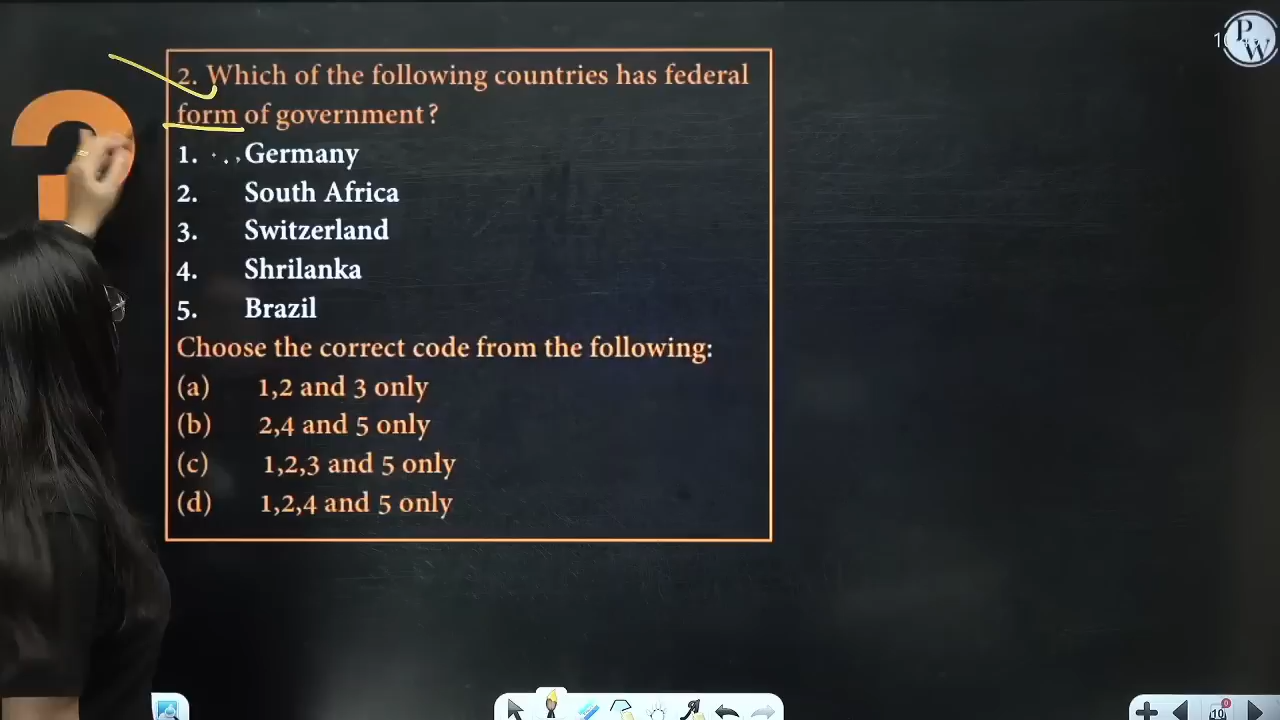 PW
2. Which of the following countries has federal
form of government?
1. Germany
2. South Africa
3. Switzerland
4. Shrilanka
5. Brazil
Choose the correct code from the following:
(a) 1,2 and 3 only
(b) 2,4 and 5 only
(c) 1,2,3 and 5 only
(d) 1,2,4 and 5 only
10